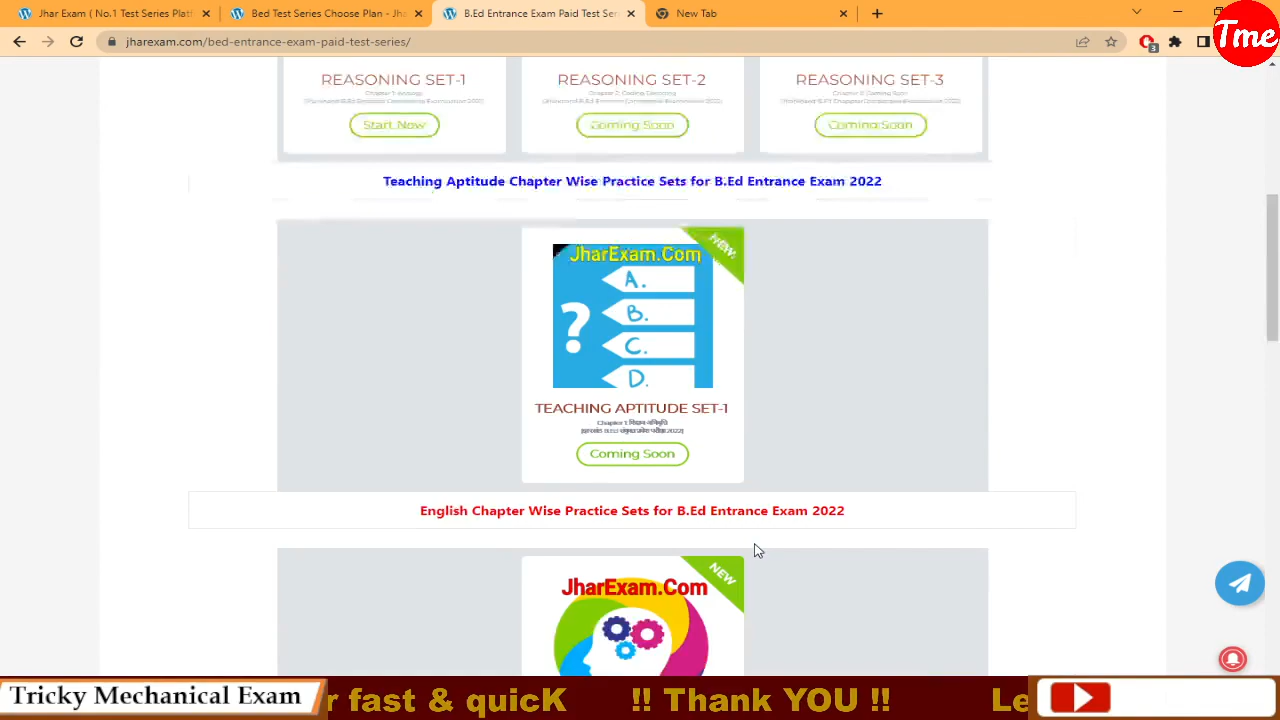 Jhar Exam ( No.1 Test Series Platf
Bed Test Series Choose Plan - Jha
B.Ed Entrance Exam Paid Test Ser
New Tab
jharexam.com/bed-entrance-exam-paid-test-series/
3
Tme
REASONING SET-1
REASONING SET-2
REASONING SET-3
Start Now
Coming Soon
Coming Soon
Teaching Aptitude Chapter Wise Practice Sets for B.Ed Entrance Exam 2022
NEW
JharExam.Com
A.
B.
?
C.
D.
TEACHING APTITUDE SET-1
Coming Soon
English Chapter Wise Practice Sets for B.Ed Entrance Exam 2022
NEW
JharExam.Com
Tricky Mechanical Exam
r fast & quicK !! Thank YOU !! Le